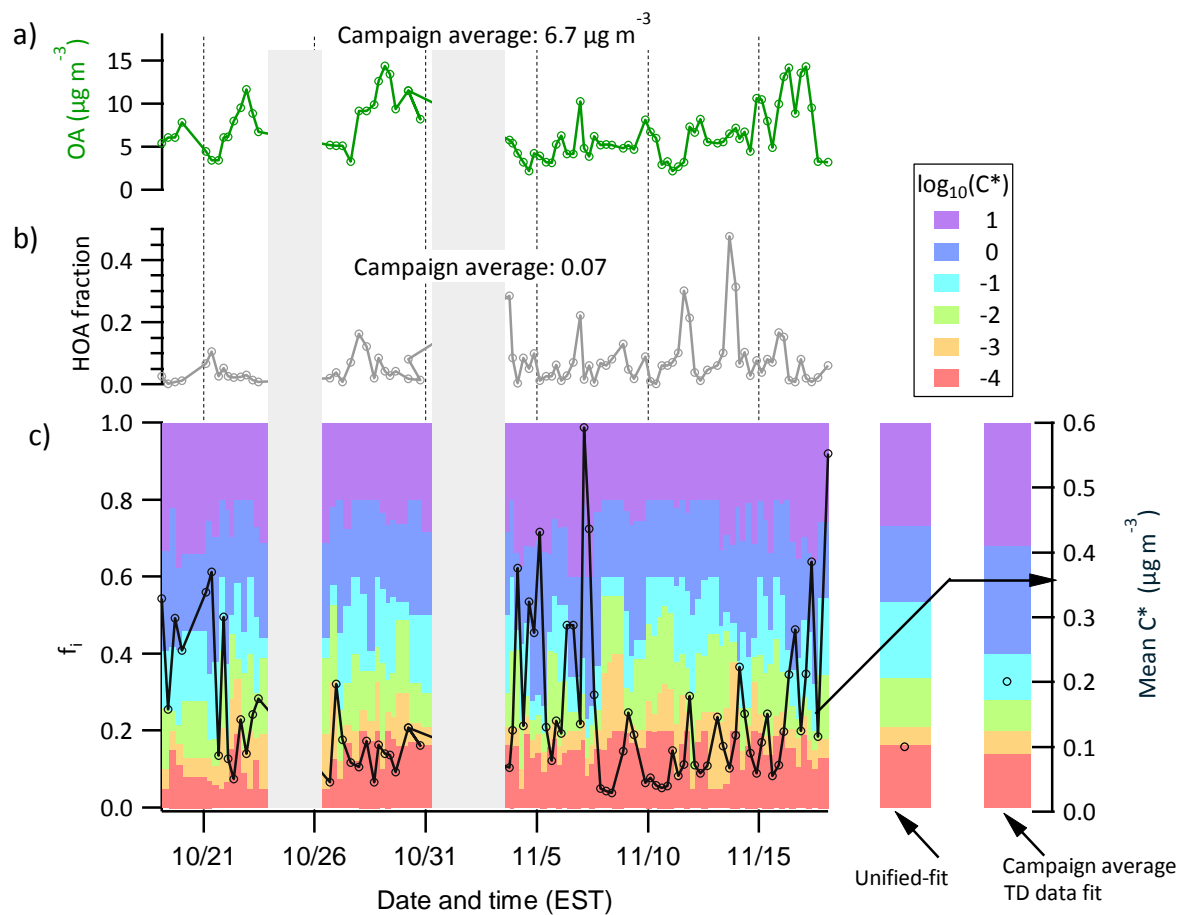 a)
Campaign average: 6.7 µg m⁻³
OA (µg m⁻³)
15
10
5
0
b)
Campaign average: 0.07
HOA fraction
0.4
0.2
0.0
log₁₀(C*)
1
0
-1
-2
-3
-4
c)
f_i
1.0
0.8
0.6
0.4
0.2
0.0
0.6
0.5
0.4
0.3
0.2
0.1
0.0
Mean C* (µg m⁻³)
10/21
10/26
10/31
11/5
11/10
11/15
Date and time (EST)
Unified-fit
Campaign average
TD data fit